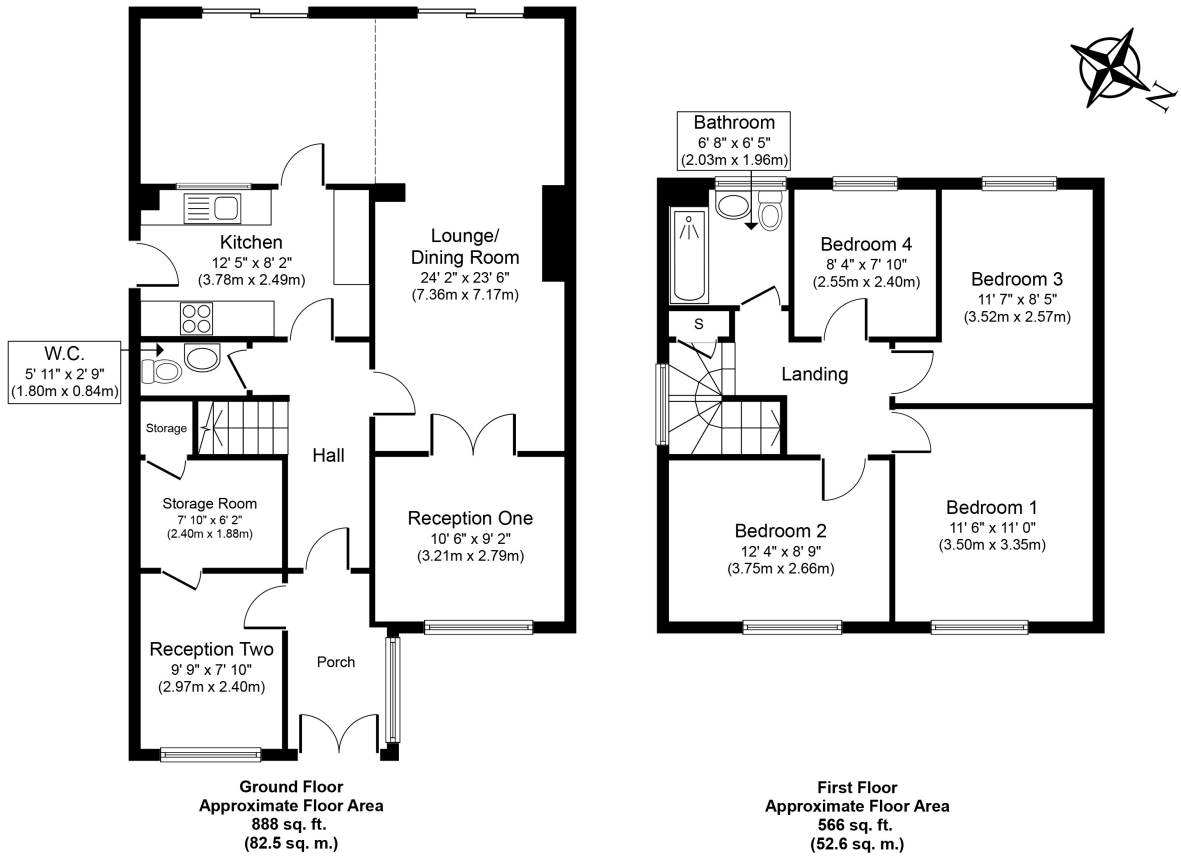 N
Bathroom
6' 8" x 6' 5"
(2.03m x 1.96m)
Kitchen
12' 5" x 8' 2"
(3.78m x 2.49m)
Lounge/
Dining Room
24' 2" x 23' 6"
(7.36m x 7.17m)
W.C.
5' 11" x 2' 9"
(1.80m x 0.84m)
Storage
Hall
Storage Room
7' 10" x 6' 2"
(2.40m x 1.88m)
Reception One
10' 6" x 9' 2"
(3.21m x 2.79m)
Reception Two
9' 9" x 7' 10"
(2.97m x 2.40m)
Porch
Ground Floor
Approximate Floor Area
888 sq. ft.
(82.5 sq. m.)
Bedroom 4
8' 4" x 7' 10"
(2.55m x 2.40m)
Bedroom 3
11' 7" x 8' 5"
(3.52m x 2.57m)
S
Landing
Bedroom 2
12' 4" x 8' 9"
(3.75m x 2.66m)
Bedroom 1
11' 6" x 11' 0"
(3.50m x 3.35m)
First Floor
Approximate Floor Area
566 sq. ft.
(52.6 sq. m.)